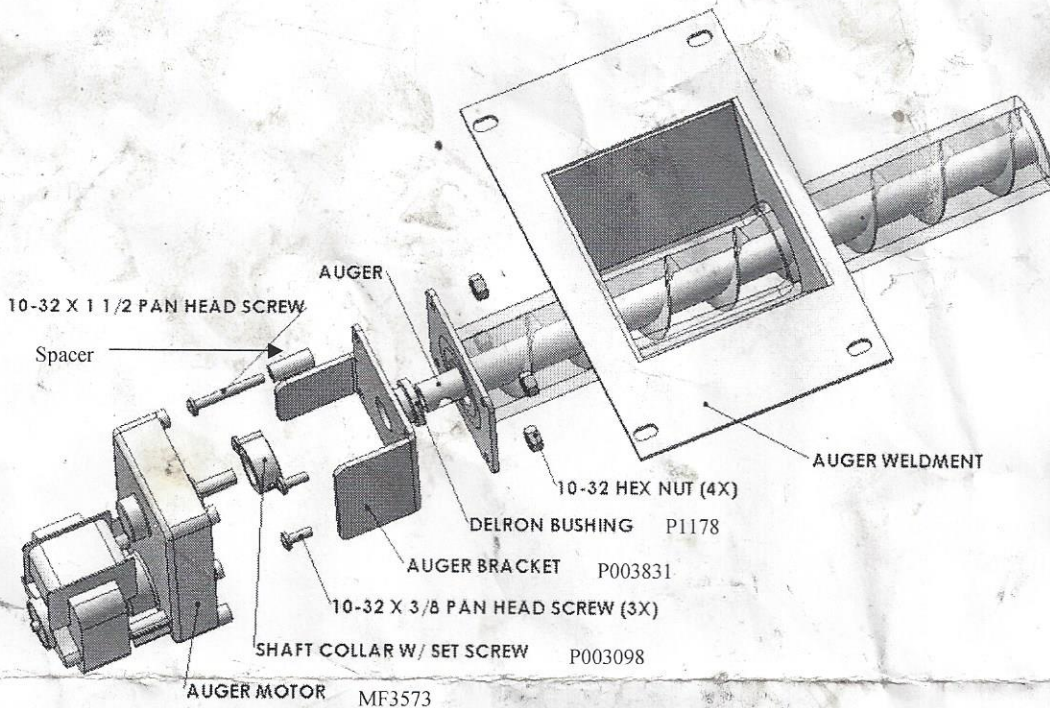 AUGER
10-32 X 1 1/2 PAN HEAD SCREW
Spacer
AUGER WELDMENT
10-32 HEX NUT (4X)
DELRON BUSHING P1178
AUGER BRACKET P003831
10-32 X 3/8 PAN HEAD SCREW (3X)
SHAFT COLLAR W/ SET SCREW P003098
AUGER MOTOR MF3573